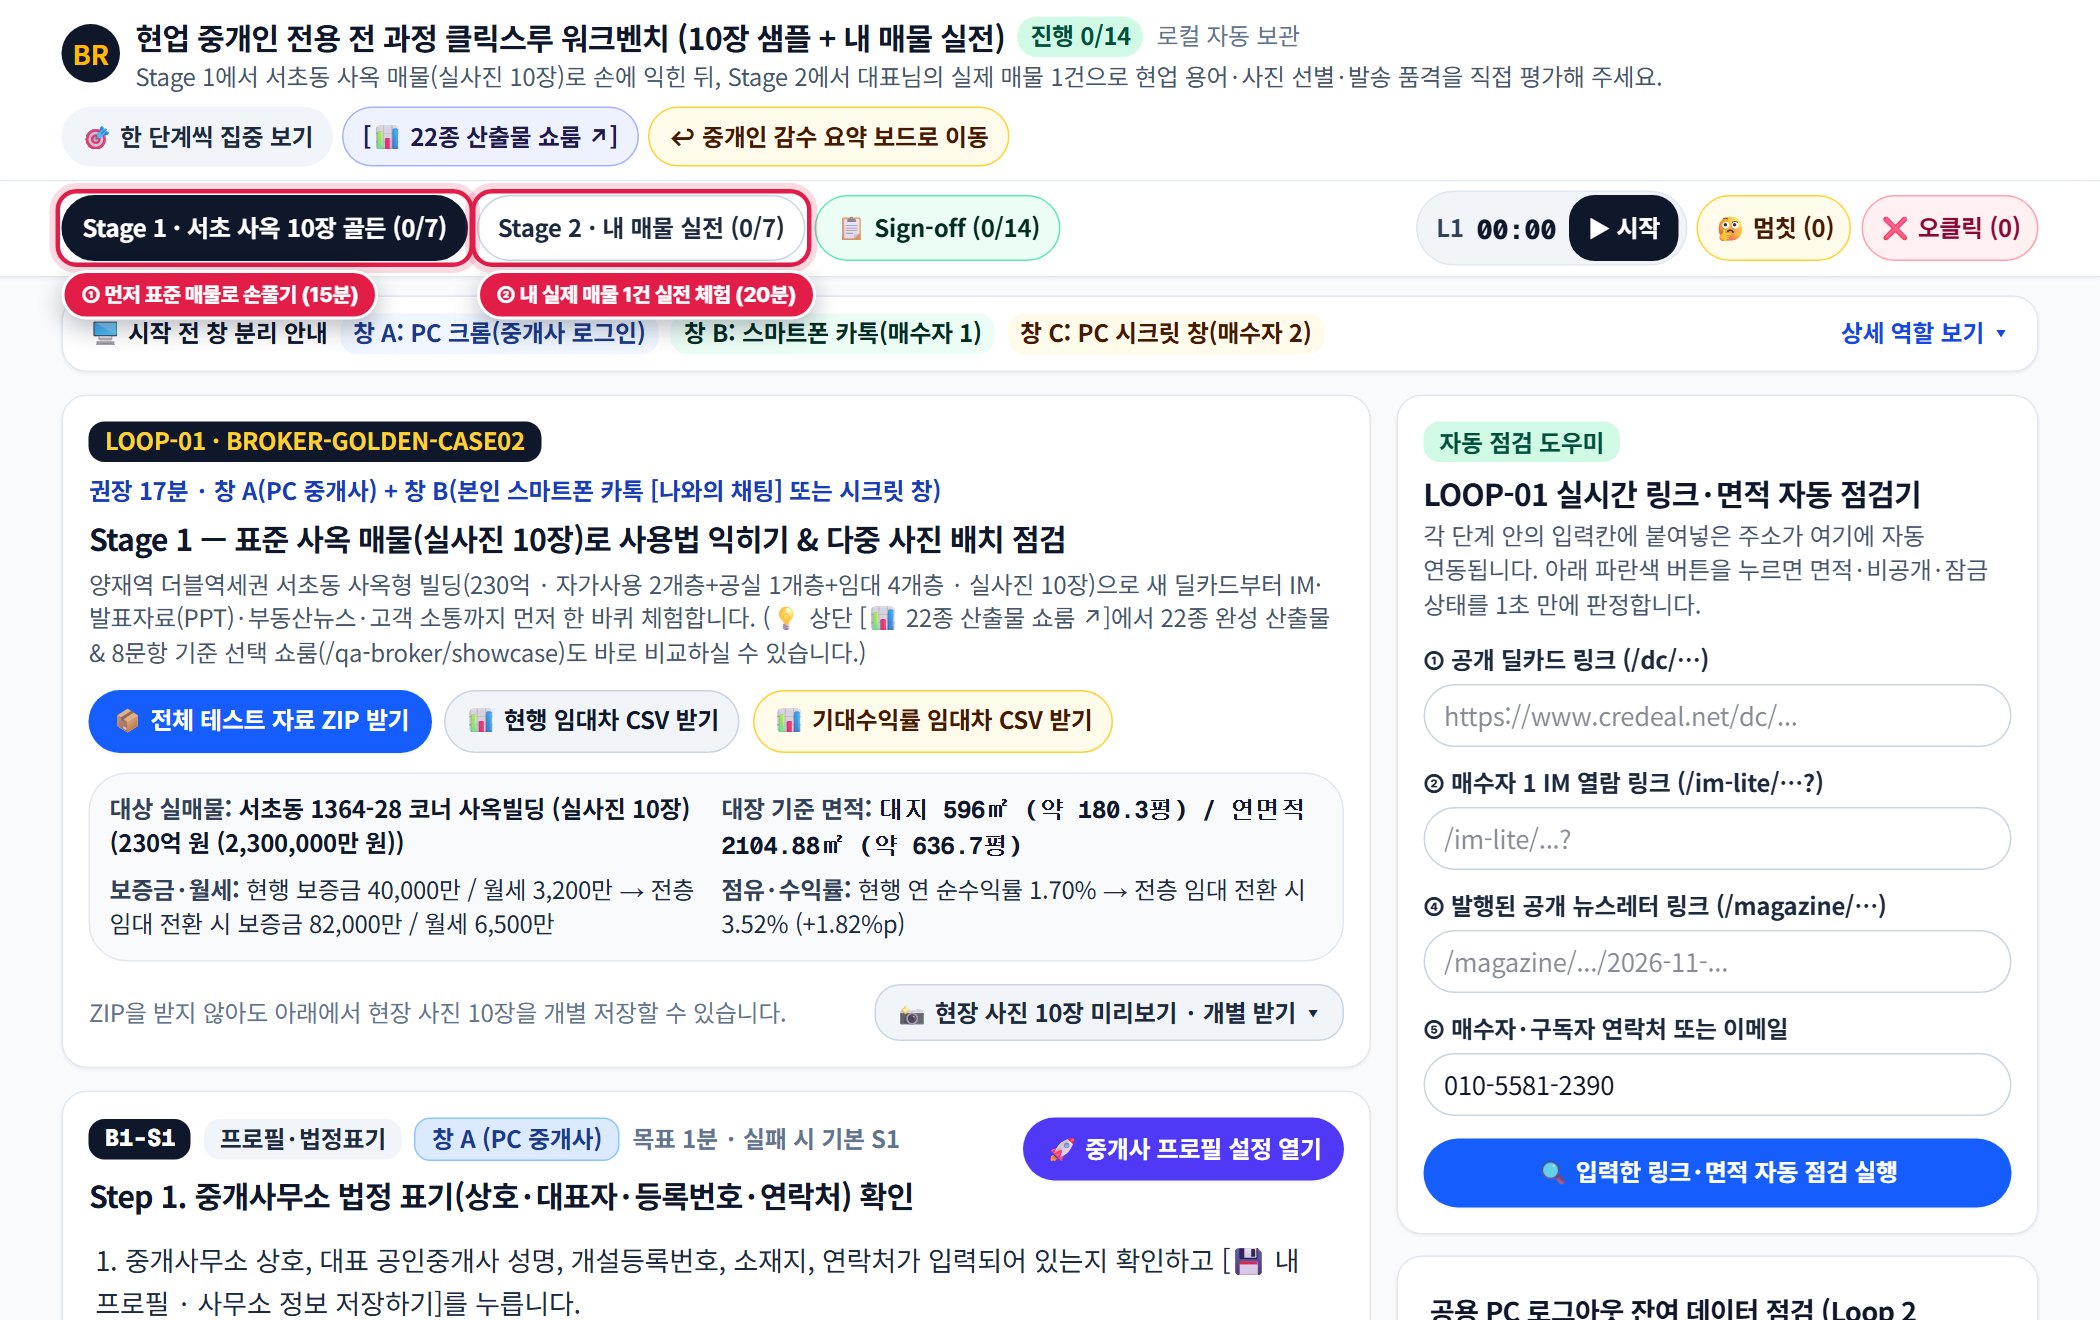 BR
현업 중개인 전용 전 과정 클릭스루 워크벤치 (10장 샘플 + 내 매물 실전) 진행 0/14 로컬 자동 보관
Stage 1에서 서초동 사옥 매물(실사진 10장)로 손에 익힌 뒤, Stage 2에서 대표님의 실제 매물 1건으로 현업 용어·사진 선별·발송 품격을 직접 평가해 주세요.
🎯 한 단계씩 집중 보기 [📊 22종 산출물 쇼룸 ↗] ↩ 중개인 감수 요약 보드로 이동
Stage 1 · 서초 사옥 10장 골든 (0/7) Stage 2 · 내 매물 실전 (0/7) 📋 Sign-off (0/14) L1 00:00 ▶ 시작 🤔 멈칫 (0) ❌ 오클릭 (0)
① 먼저 표준 매물로 손풀기 (15분) ② 내 실제 매물 1건 실전 체험 (20분)
🖥️ 시작 전 창 분리 안내 창 A: PC 크롬(중개사 로그인) 창 B: 스마트폰 카톡(매수자 1) 창 C: PC 시크릿 창(매수자 2) 상세 역할 보기 ▼
LOOP-01 · BROKER-GOLDEN-CASE02
권장 17분 · 창 A(PC 중개사) + 창 B(본인 스마트폰 카톡 [나와의 채팅] 또는 시크릿 창)
Stage 1 — 표준 사옥 매물(실사진 10장)로 사용법 익히기 & 다중 사진 배치 점검
양재역 더블역세권 서초동 사옥형 빌딩(230억 · 자가사용 2개층+공실 1개층+임대 4개층 · 실사진 10장)으로 새 딜카드부터 IM·
발표자료(PPT)·부동산뉴스·고객 소통까지 먼저 한 바퀴 체험합니다. (💡 상단 [📊 22종 산출물 쇼룸 ↗]에서 22종 완성 산출물
& 8문항 기준 선택 쇼룸(/qa-broker/showcase)도 바로 비교하실 수 있습니다.)
📦 전체 테스트 자료 ZIP 받기 📊 현행 임대차 CSV 받기 📊 기대수익률 임대차 CSV 받기
대상 실매물: 서초동 1364-28 코너 사옥빌딩 (실사진 10장)
(230억 원 (2,300,000만 원))
대장 기준 면적: 대지 596㎡ (약 180.3평) / 연면적
2104.88㎡ (약 636.7평)
보증금·월세: 현행 보증금 40,000만 / 월세 3,200만 → 전층
임대 전환 시 보증금 82,000만 / 월세 6,500만
점유·수익률: 현행 연 순수익률 1.70% → 전층 임대 전환 시
3.52% (+1.82%p)
ZIP을 받지 않아도 아래에서 현장 사진 10장을 개별 저장할 수 있습니다. 📷 현장 사진 10장 미리보기 · 개별 받기 ▼
B1-S1 프로필·법정표기 창 A (PC 중개사) 목표 1분 · 실패 시 기본 S1 🚀 중개사 프로필 설정 열기
Step 1. 중개사무소 법정 표기(상호·대표자·등록번호·연락처) 확인
1. 중개사무소 상호, 대표 공인중개사 성명, 개설등록번호, 소재지, 연락처가 입력되어 있는지 확인하고 [💾 내
프로필 · 사무소 정보 저장하기]를 누릅니다.
자동 점검 도우미
LOOP-01 실시간 링크·면적 자동 점검기
각 단계 안의 입력칸에 붙여넣은 주소가 여기에 자동
연동됩니다. 아래 파란색 버튼을 누르면 면적·비공개·잠금
상태를 1초 만에 판정합니다.
① 공개 딜카드 링크 (/dc/…)
https://www.credeal.net/dc/...
② 매수자 1 IM 열람 링크 (/im-lite/…?)
/im-lite/...?
④ 발행된 공개 뉴스레터 링크 (/magazine/…)
/magazine/.../2026-11-...
⑤ 매수자·구독자 연락처 또는 이메일
010-5581-2390
🔍 입력한 링크·면적 자동 점검 실행
공용 PC 로그아웃 잔여 데이터 점검 (Loop 2